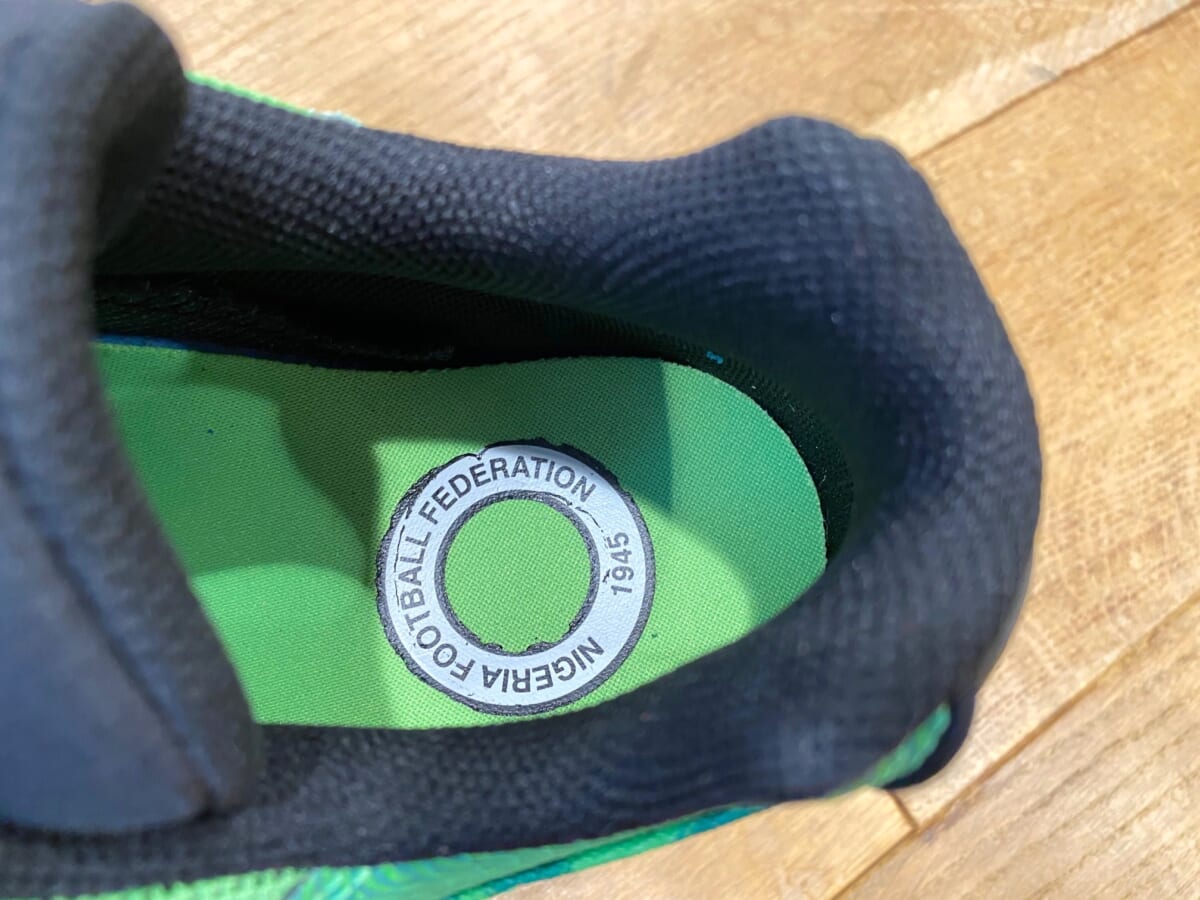 NIGERIA FOOTBALL FEDERATION
1945